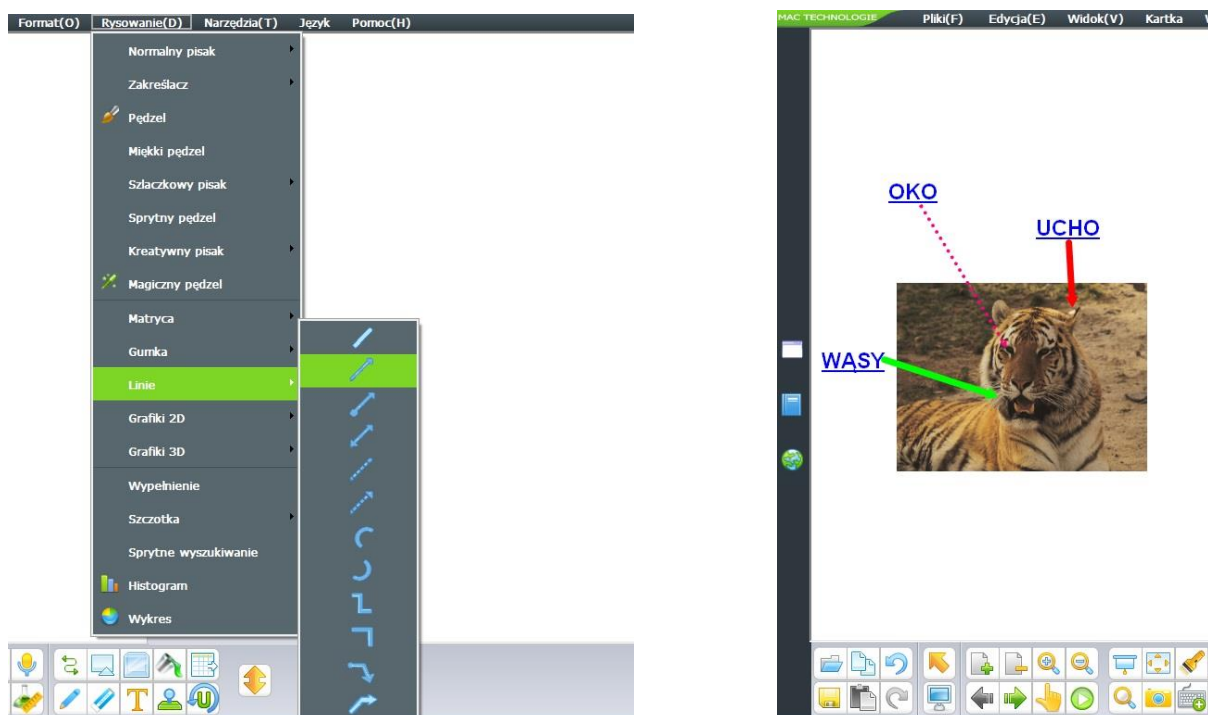 Format(O) Rysowanie(D) Narzędzia(T) Język Pomoc(H)
Normalny pisak
Zakreślacz
Pędzel
Miękki pędzel
Szlaczkowy pisak
Sprytny pędzel
Kreatywny pisak
Magiczny pędzel
Matryca
Gumka
Linie
Grafiki 2D
Grafiki 3D
Wypełnienie
Szczotka
Sprytne wyszukiwanie
Histogram
Wykres
T
MAC TECHNOLOGIE Pliki(F) Edycja(E) Widok(V) Kartka
OKO
UCHO
WĄSY